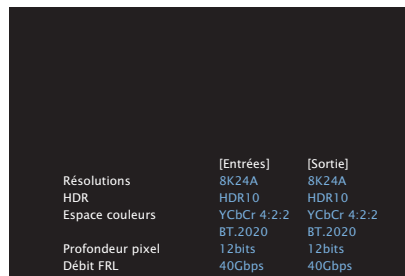 [Entrées] [Sortie]
Résolutions 8K24A 8K24A
HDR HDR10 HDR10
Espace couleurs YCbCr 4:2:2 YCbCr 4:2:2
BT.2020 BT.2020
Profondeur pixel 12bits 12bits
Débit FRL 40Gbps 40Gbps